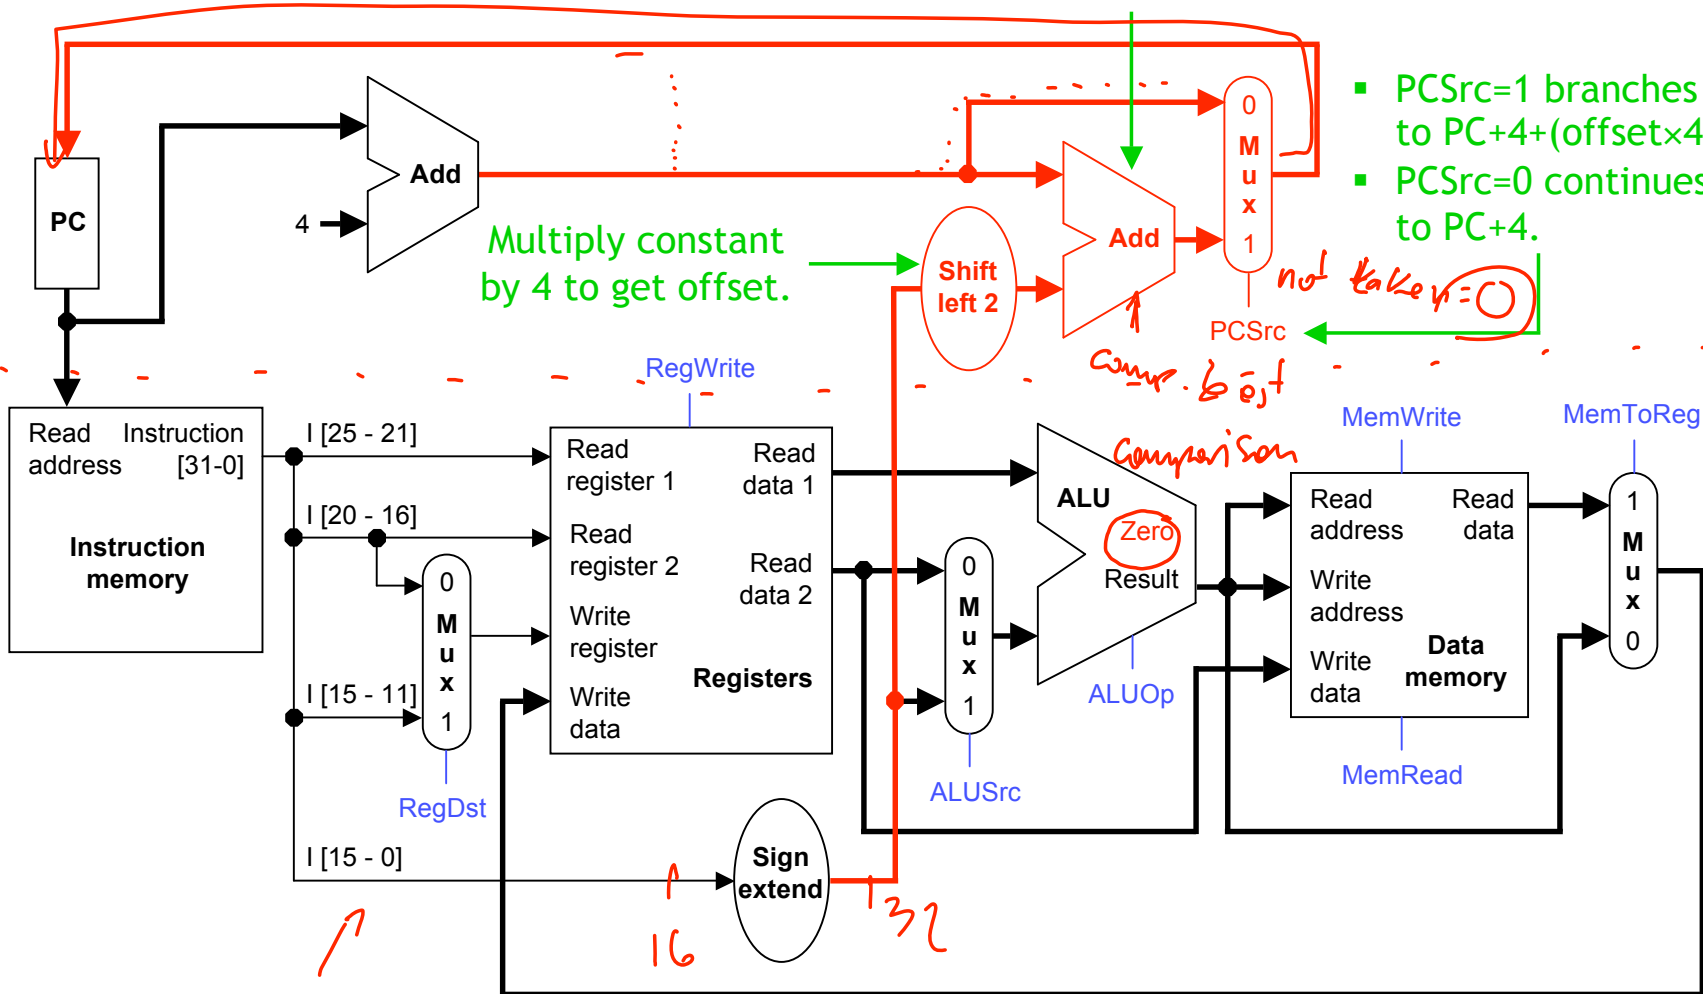 PCSrc=1 branches
to PC+4+(offset×4
PCSrc=0 continues
to PC+4.
0
M
u
x
1
Add
Add
PC
4
Multiply constant
by 4 to get offset.
Shift
left 2
not taken=0
PCSrc
RegWrite
comp.
MemWrite
MemToReg
Read address
Instruction [31-0]
Instruction
memory
I [25 - 21]
I [20 - 16]
I [15 - 11]
I [15 - 0]
0
M
u
x
1
RegDst
Read
register 1
Read
register 2
Write
register
Write
data
Read
data 1
Read
data 2
Registers
Sign
extend
16
32
0
M
u
x
1
ALUSrc
comparison
ALU
Zero
Result
ALUOp
Read
address
Write
address
Write
data
Read
data
Data
memory
MemRead
1
M
u
x
0